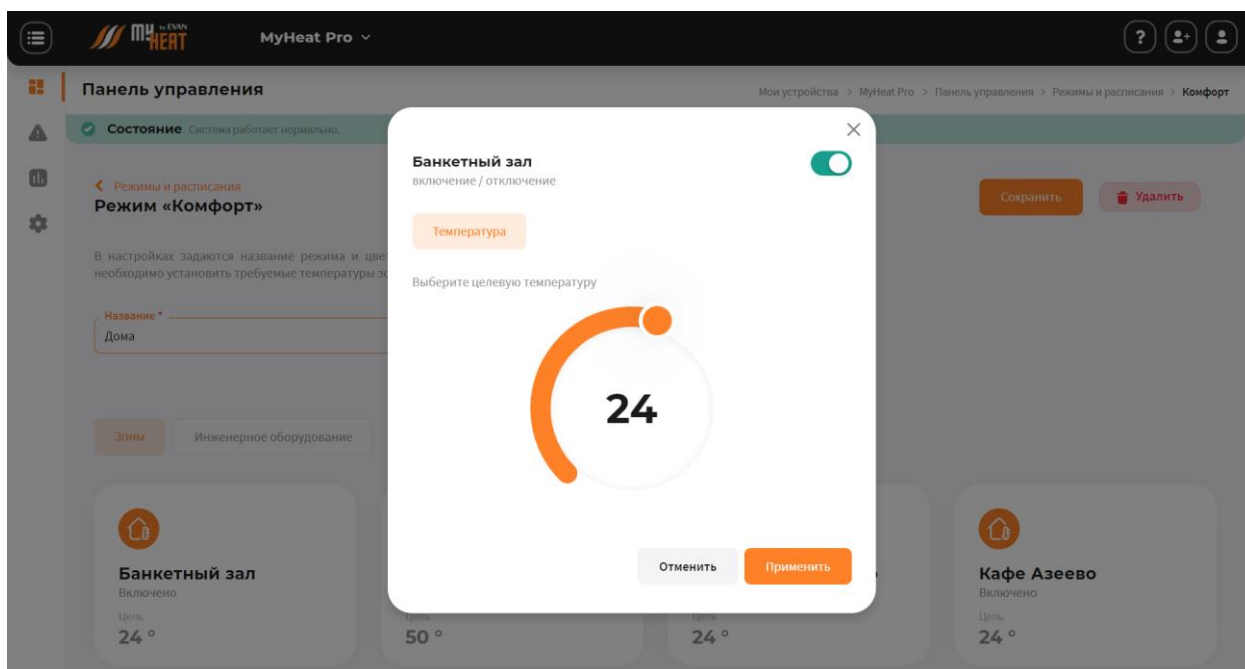 MYHEAT by EVAN
MyHeat Pro
?
Панель управления
Мои устройства > MyHeat Pro > Панель управления > Режимы и расписания > Комфорт
Состояние Система работает нормально.
Режимы и расписания
Режим «Комфорт»
Сохранить
Удалить
В настройках задаются название режима и
необходимо установить требуемые температуры
Название *
Дома
Зоны
Инженерное оборудование
Банкетный зал
включение / отключение
Температура
Выберите целевую температуру
24
Отменить
Применить
Банкетный зал
Включено
Цель
24 °
Цель
50 °
Цель
24 °
Кафе Азеево
Включено
Цель
24 °